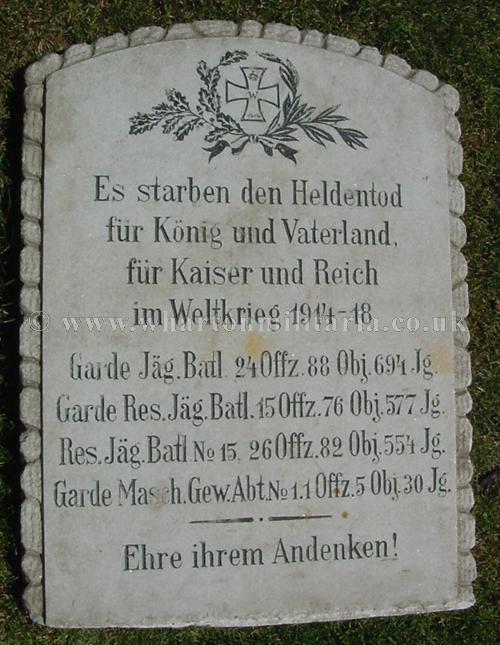 W
Es starben den Heldentod
für König und Vaterland,
für Kaiser und Reich
im Weltkrieg 1914-18.
© www.whartonmilitaria.co.uk
Garde Jäg. Batl. 24 Offz. 88 Obj. 694 Jg.
Garde Res. Jäg. Batl. 15 Offz. 76 Obj. 577 Jg.
Res. Jäg. Batl No 15. 26 Offz. 82 Obj. 554 Jg.
Garde Masch. Gew. Abt. No 1. 1 Offz. 5 Obj. 30 Jg.
Ehre ihrem Andenken!